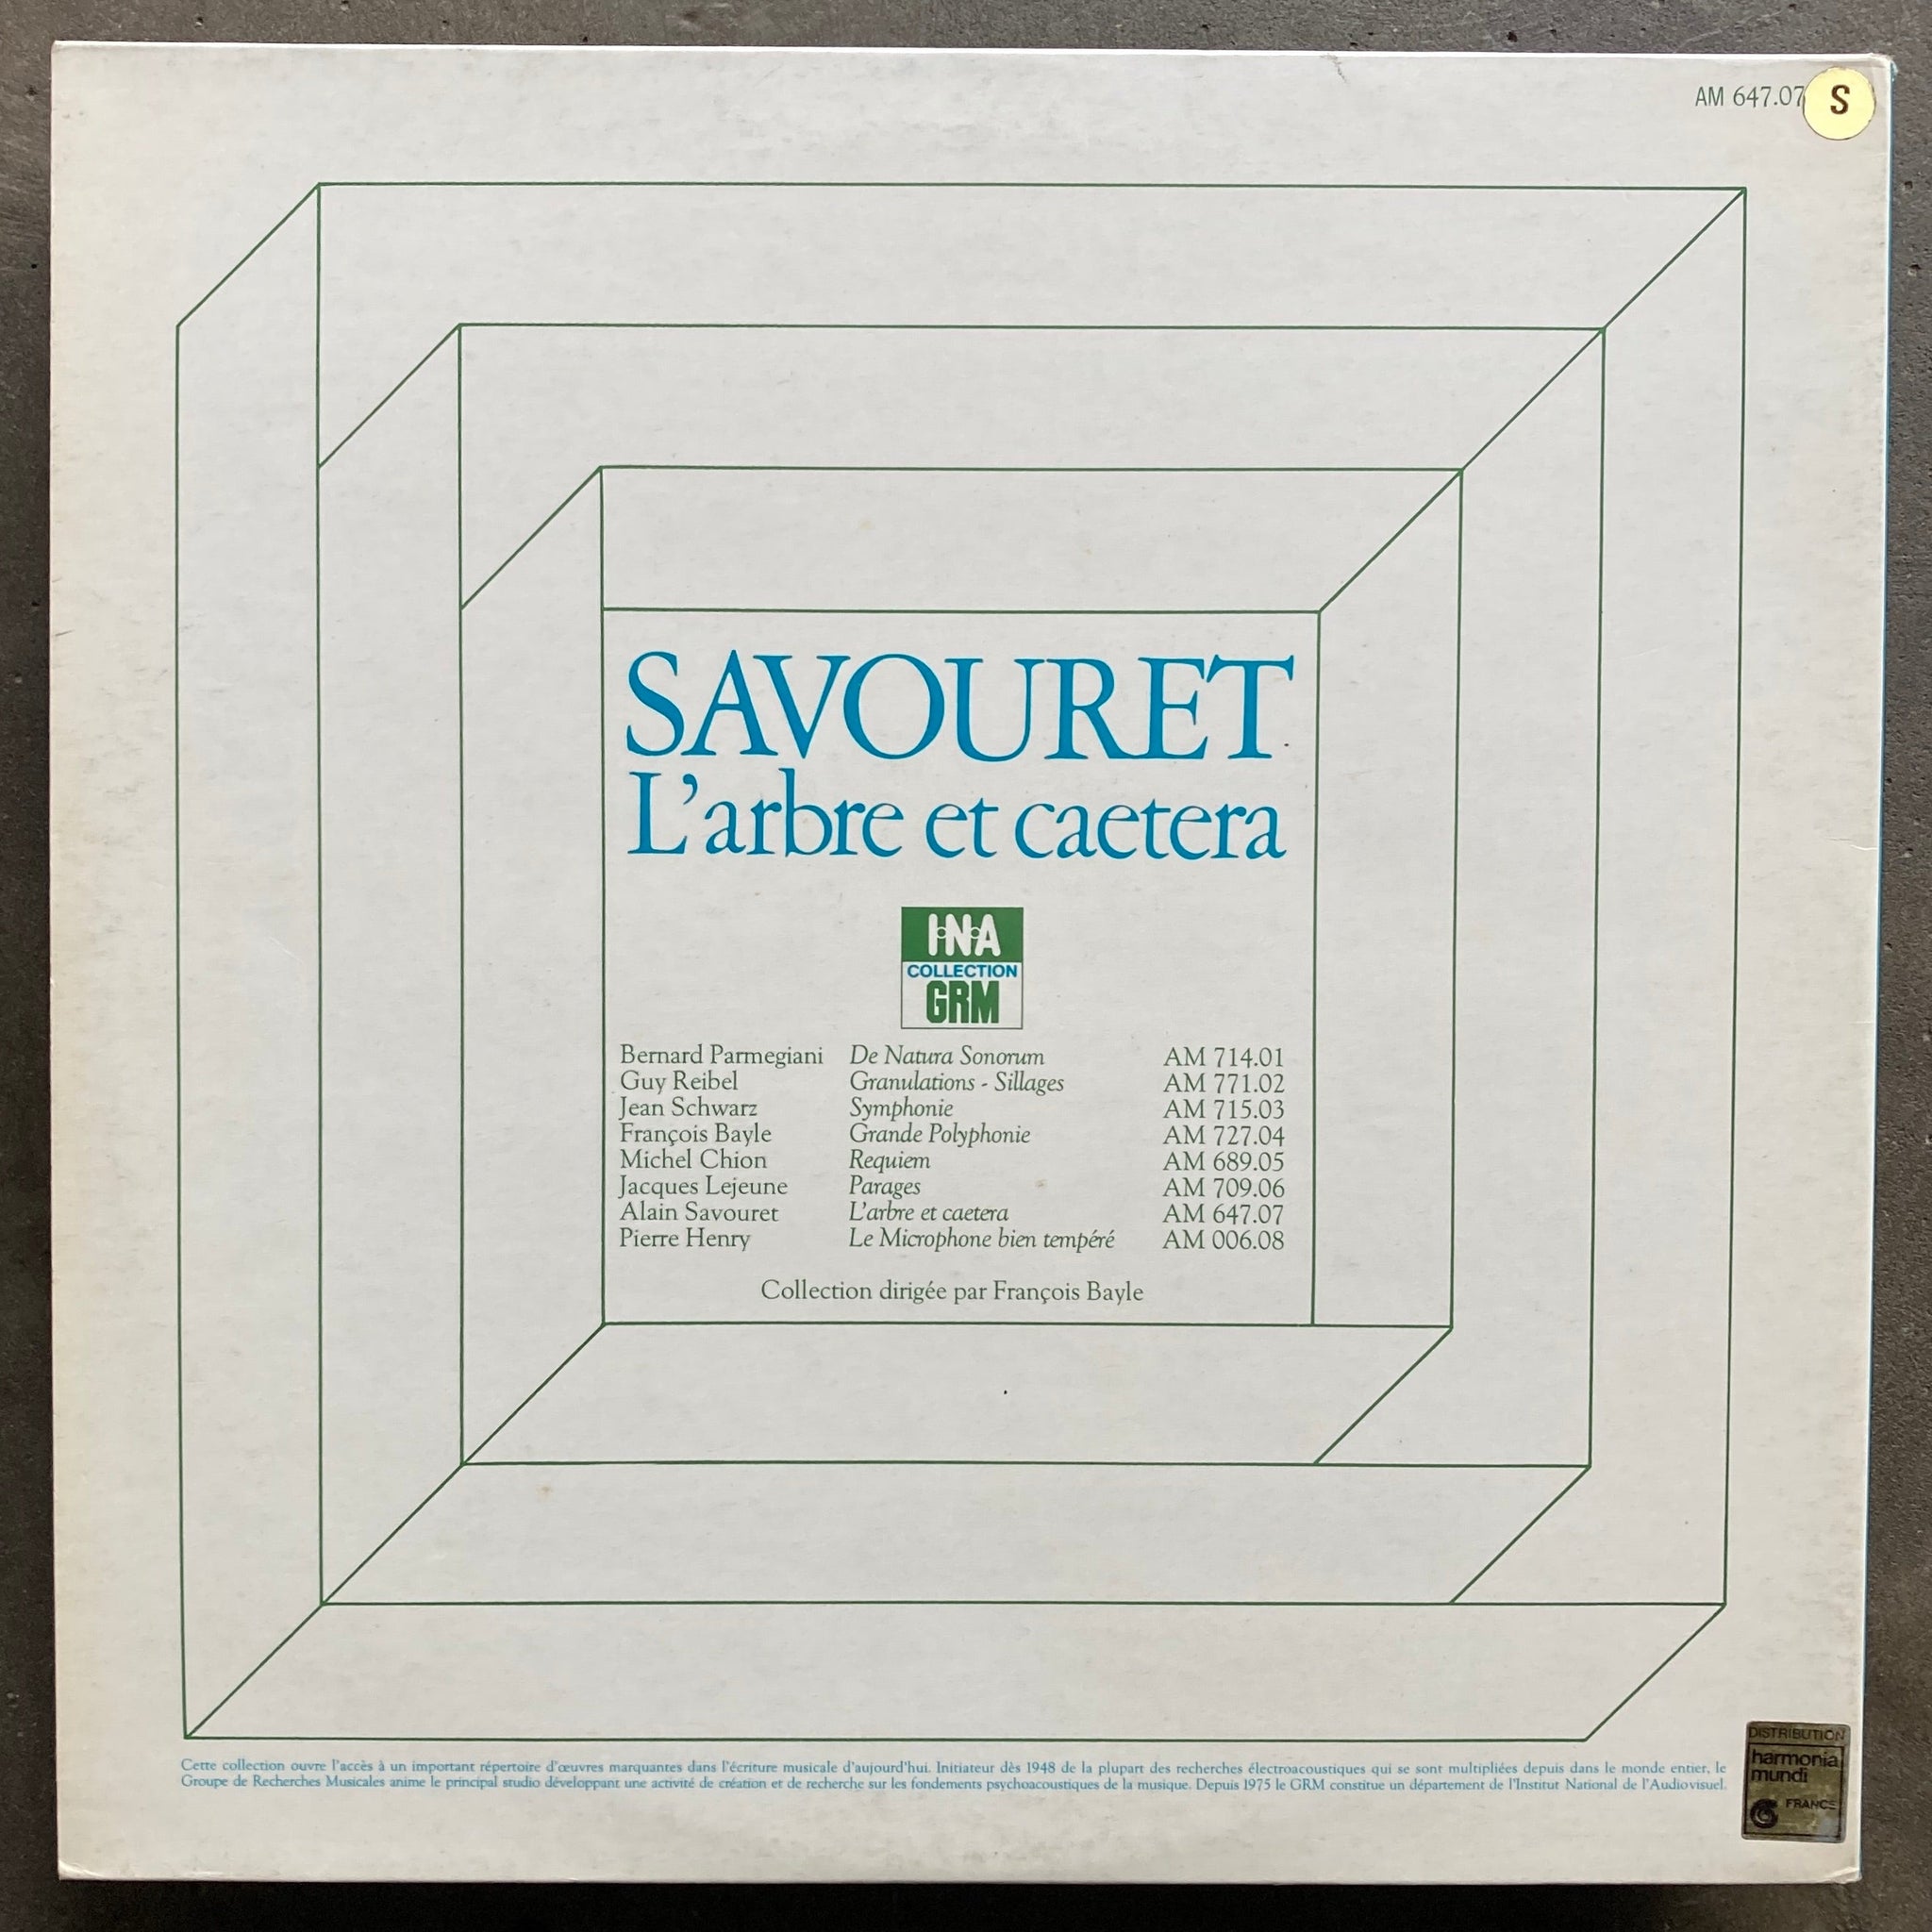 AM 647.07
S
SAVOURET
L'arbre et caetera
INA
COLLECTION
GRM
Bernard Parmegiani De Natura Sonorum AM 714.01
Guy Reibel Granulations - Sillages AM 771.02
Jean Schwarz Symphonie AM 715.03
François Bayle Grande Polyphonie AM 727.04
Michel Chion Requiem AM 689.05
Jacques Lejeune Parages AM 709.06
Alain Savouret L'arbre et caetera AM 647.07
Pierre Henry Le Microphone bien tempéré AM 006.08
Collection dirigée par François Bayle
Cette collection ouvre l'accès à un important répertoire d'œuvres marquantes dans l'écriture musicale d'aujourd'hui. Initiateur dès 1948 de la plupart des recherches électroacoustiques qui se sont multipliées depuis dans le monde entier, le
Groupe de Recherches Musicales anime le principal studio développant une activité de création et de recherche sur les fondements psychoacoustiques de la musique. Depuis 1975 le GRM constitue un département de l'Institut National de l'Audiovisuel.
DISTRIBUTION
harmonia
mundi
FRANCE